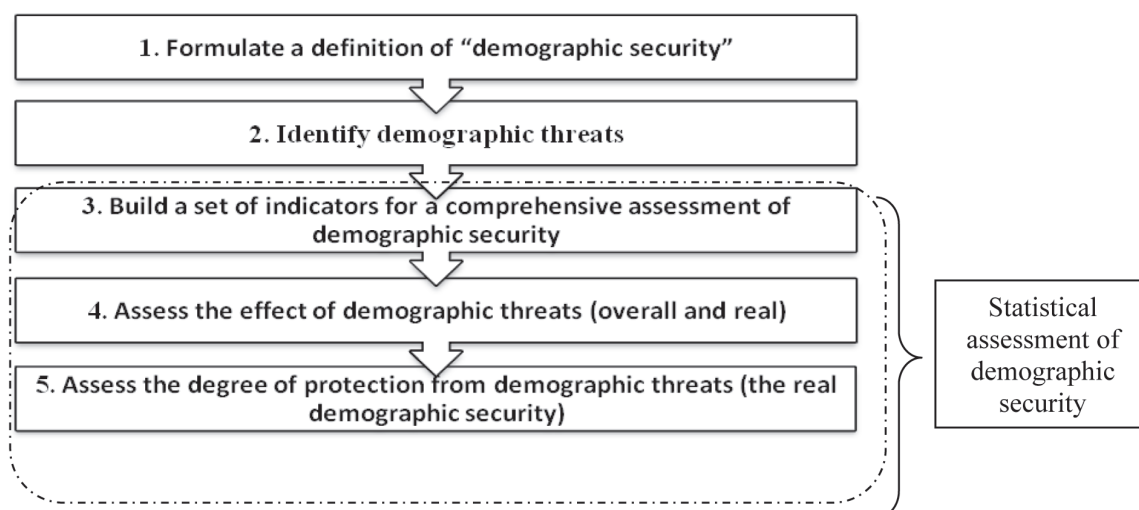 1. Formulate a definition of “demographic security”
2. Identify demographic threats
3. Build a set of indicators for a comprehensive assessment of
demographic security
4. Assess the effect of demographic threats (overall and real)
5. Assess the degree of protection from demographic threats (the real
demographic security)
Statistical
assessment of
demographic
security